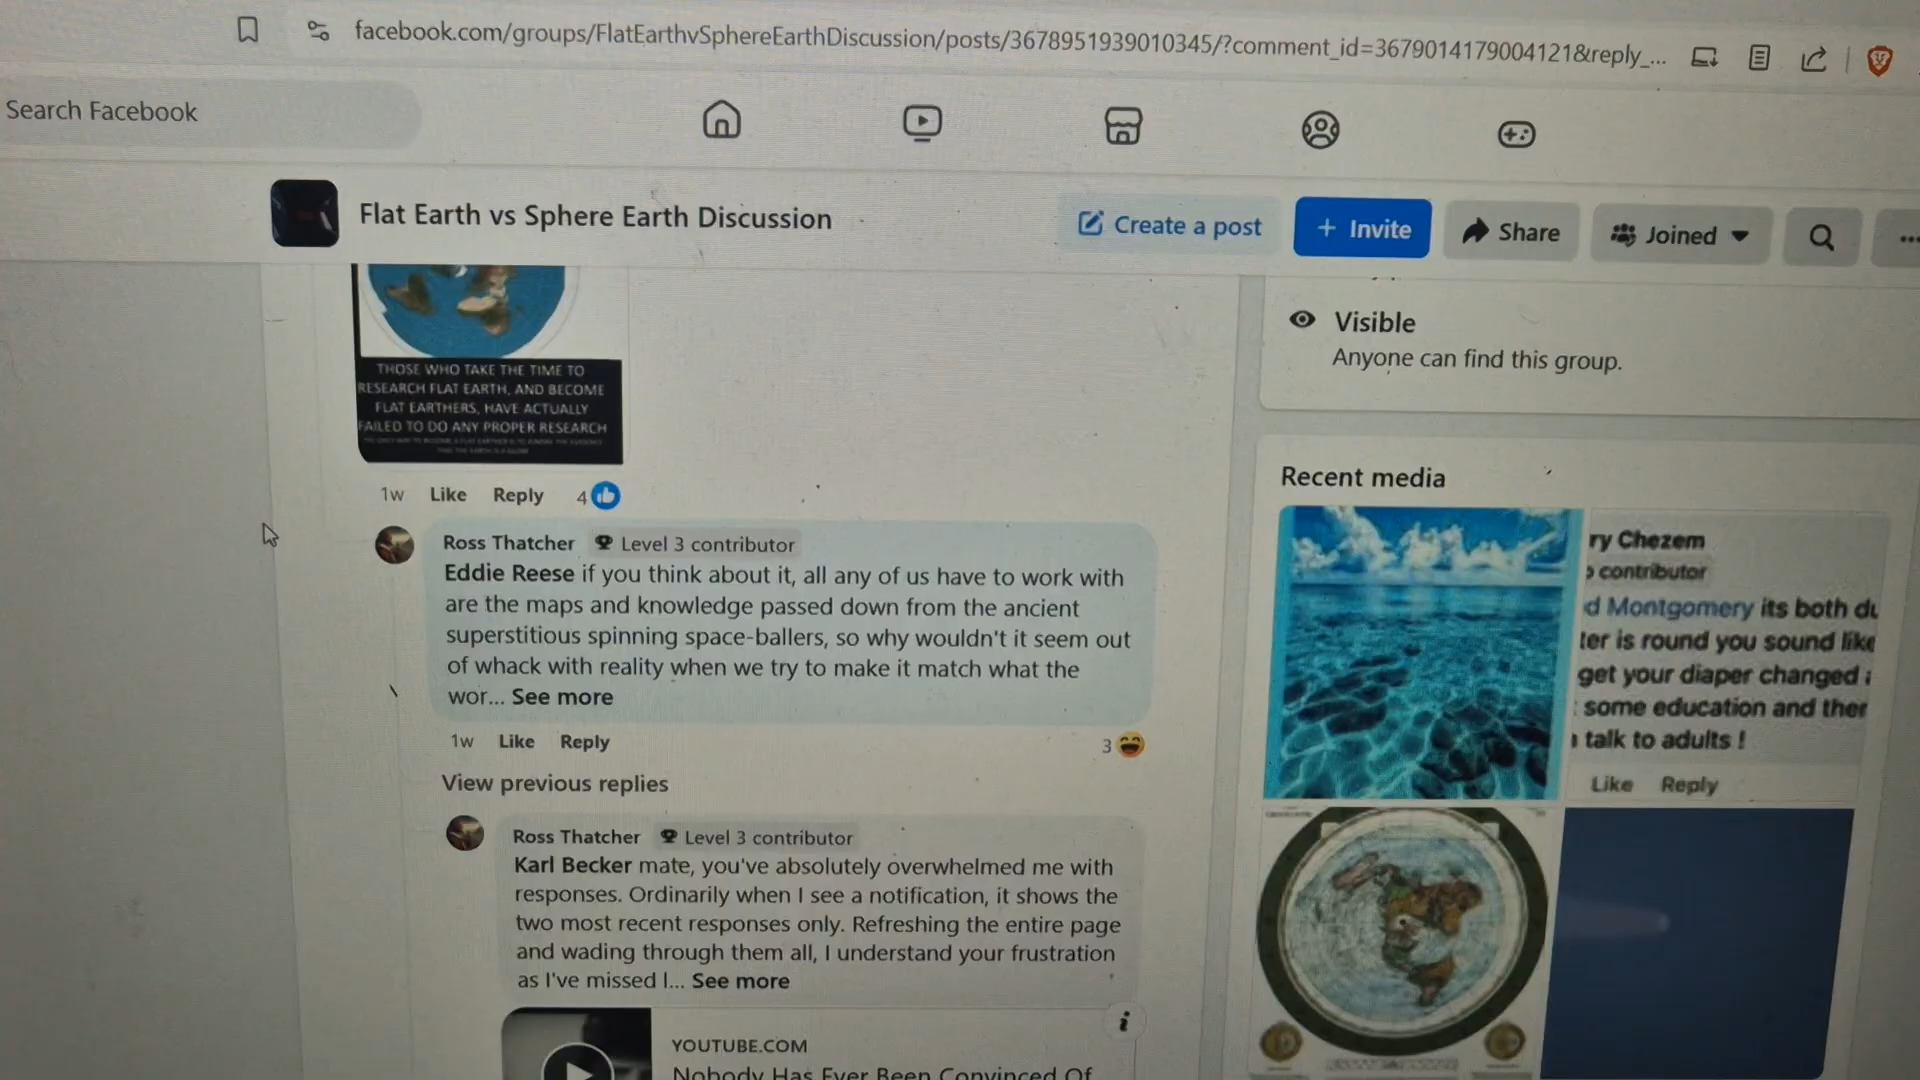 facebook.com/groups/FlatEarthvSphereEarthDiscussion/posts/3678951939010345/?comment_id=3679014179004121&reply_...
Search Facebook
Flat Earth vs Sphere Earth Discussion
Create a post
+ Invite
Share
Joined
THOSE WHO TAKE THE TIME TO
RESEARCH FLAT EARTH, AND BECOME
FLAT EARTHERS, HAVE ACTUALLY
FAILED TO DO ANY PROPER RESEARCH
1w Like Reply 4
Ross Thatcher Level 3 contributor
Eddie Reese if you think about it, all any of us have to work with
are the maps and knowledge passed down from the ancient
superstitious spinning space-ballers, so why wouldn't it seem out
of whack with reality when we try to make it match what the
wor... See more
1w Like Reply 3
View previous replies
Ross Thatcher Level 3 contributor
Karl Becker mate, you've absolutely overwhelmed me with
responses. Ordinarily when I see a notification, it shows the
two most recent responses only. Refreshing the entire page
and wading through them all, I understand your frustration
as I've missed l... See more
YOUTUBE.COM
Nobody Has Ever Been Convinced Of
Visible
Anyone can find this group.
Recent media
ry Chezem
contributor
d Montgomery its both du
ter is round you sound like
get your diaper changed
some education and ther
talk to adults !
Like Reply